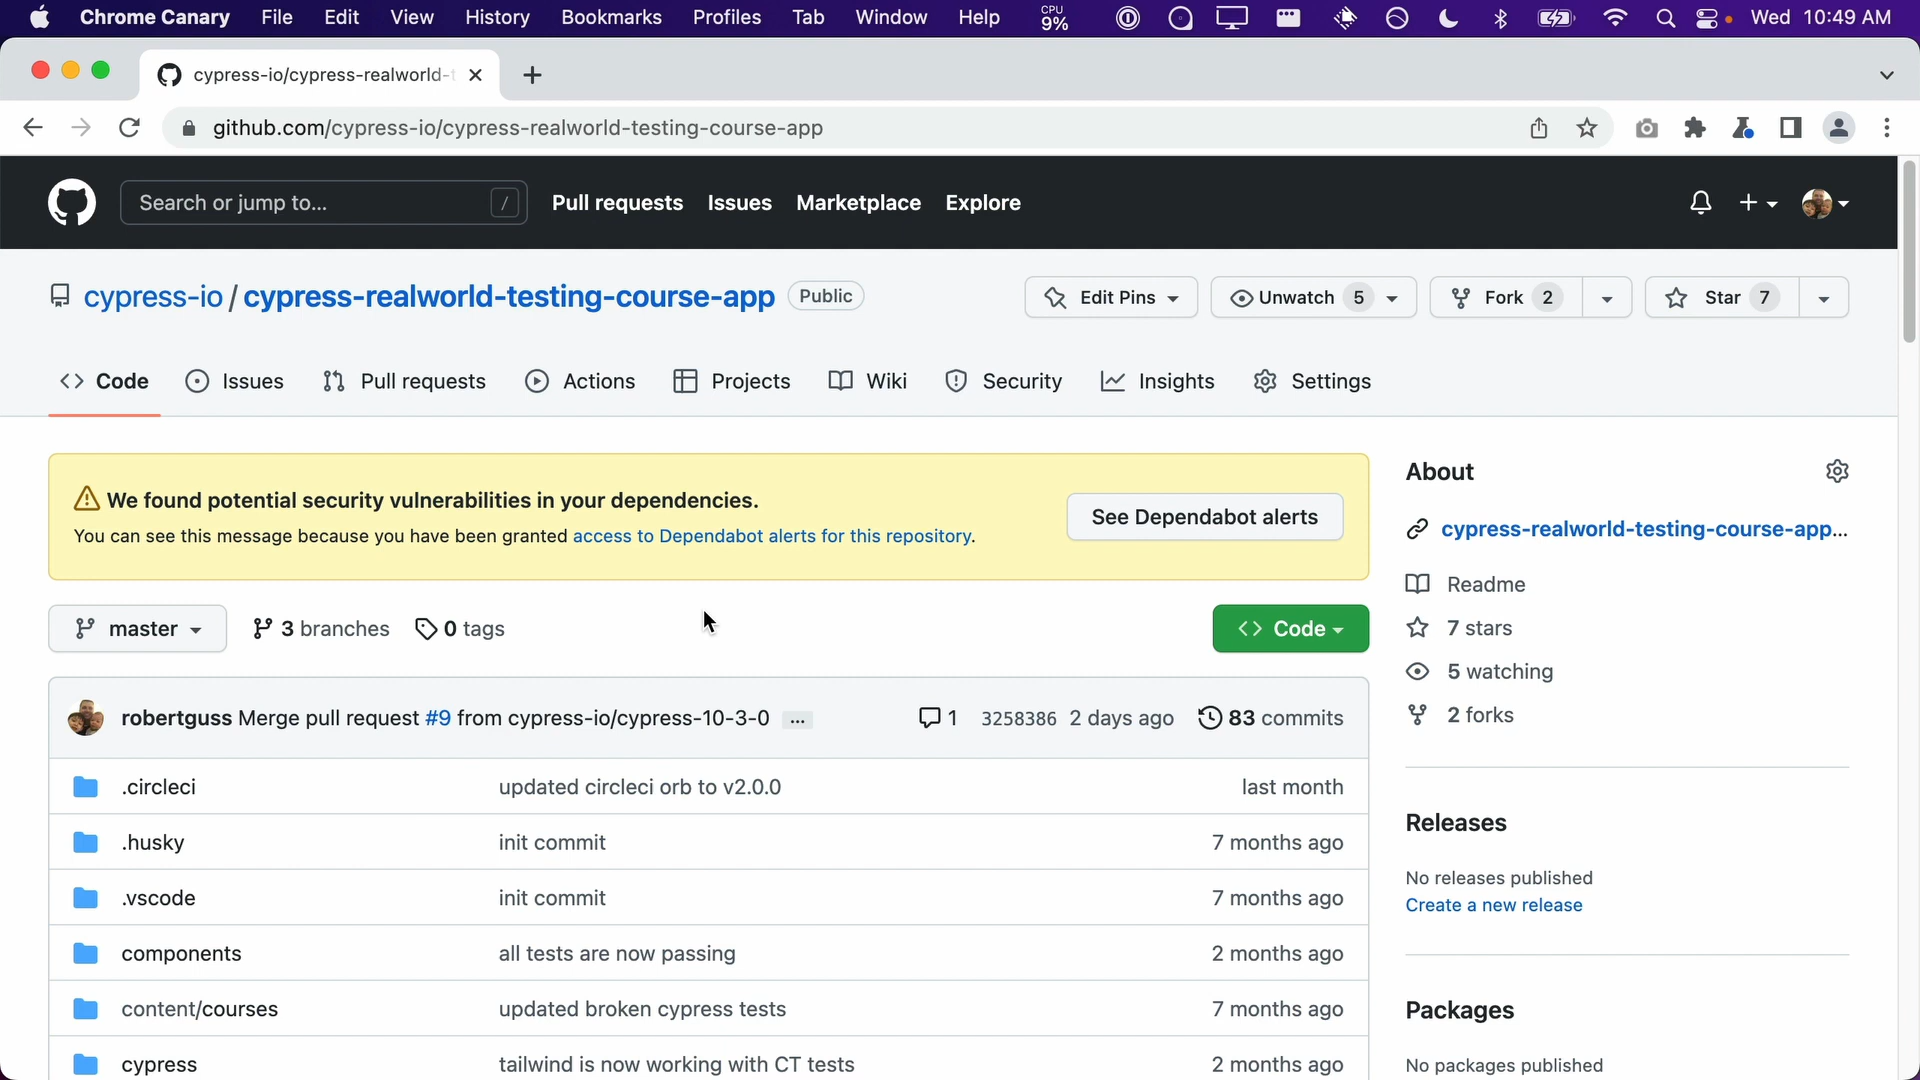 Chrome Canary File Edit View History Bookmarks Profiles Tab Window Help CPU 9% Wed 10:49 AM
cypress-io/cypress-realworld-t
github.com/cypress-io/cypress-realworld-testing-course-app
Search or jump to... / Pull requests Issues Marketplace Explore
cypress-io / cypress-realworld-testing-course-app Public Edit Pins Unwatch 5 Fork 2 Star 7
Code Issues Pull requests Actions Projects Wiki Security Insights Settings
We found potential security vulnerabilities in your dependencies.
You can see this message because you have been granted access to Dependabot alerts for this repository.
See Dependabot alerts
master 3 branches 0 tags Code
robertguss Merge pull request #9 from cypress-io/cypress-10-3-0 ... 1 3258386 2 days ago 83 commits
.circleci updated circleci orb to v2.0.0 last month
.husky init commit 7 months ago
.vscode init commit 7 months ago
components all tests are now passing 2 months ago
content/courses updated broken cypress tests 7 months ago
cypress tailwind is now working with CT tests 2 months ago
About
cypress-realworld-testing-course-app...
Readme
7 stars
5 watching
2 forks
Releases
No releases published
Create a new release
Packages
No packages published